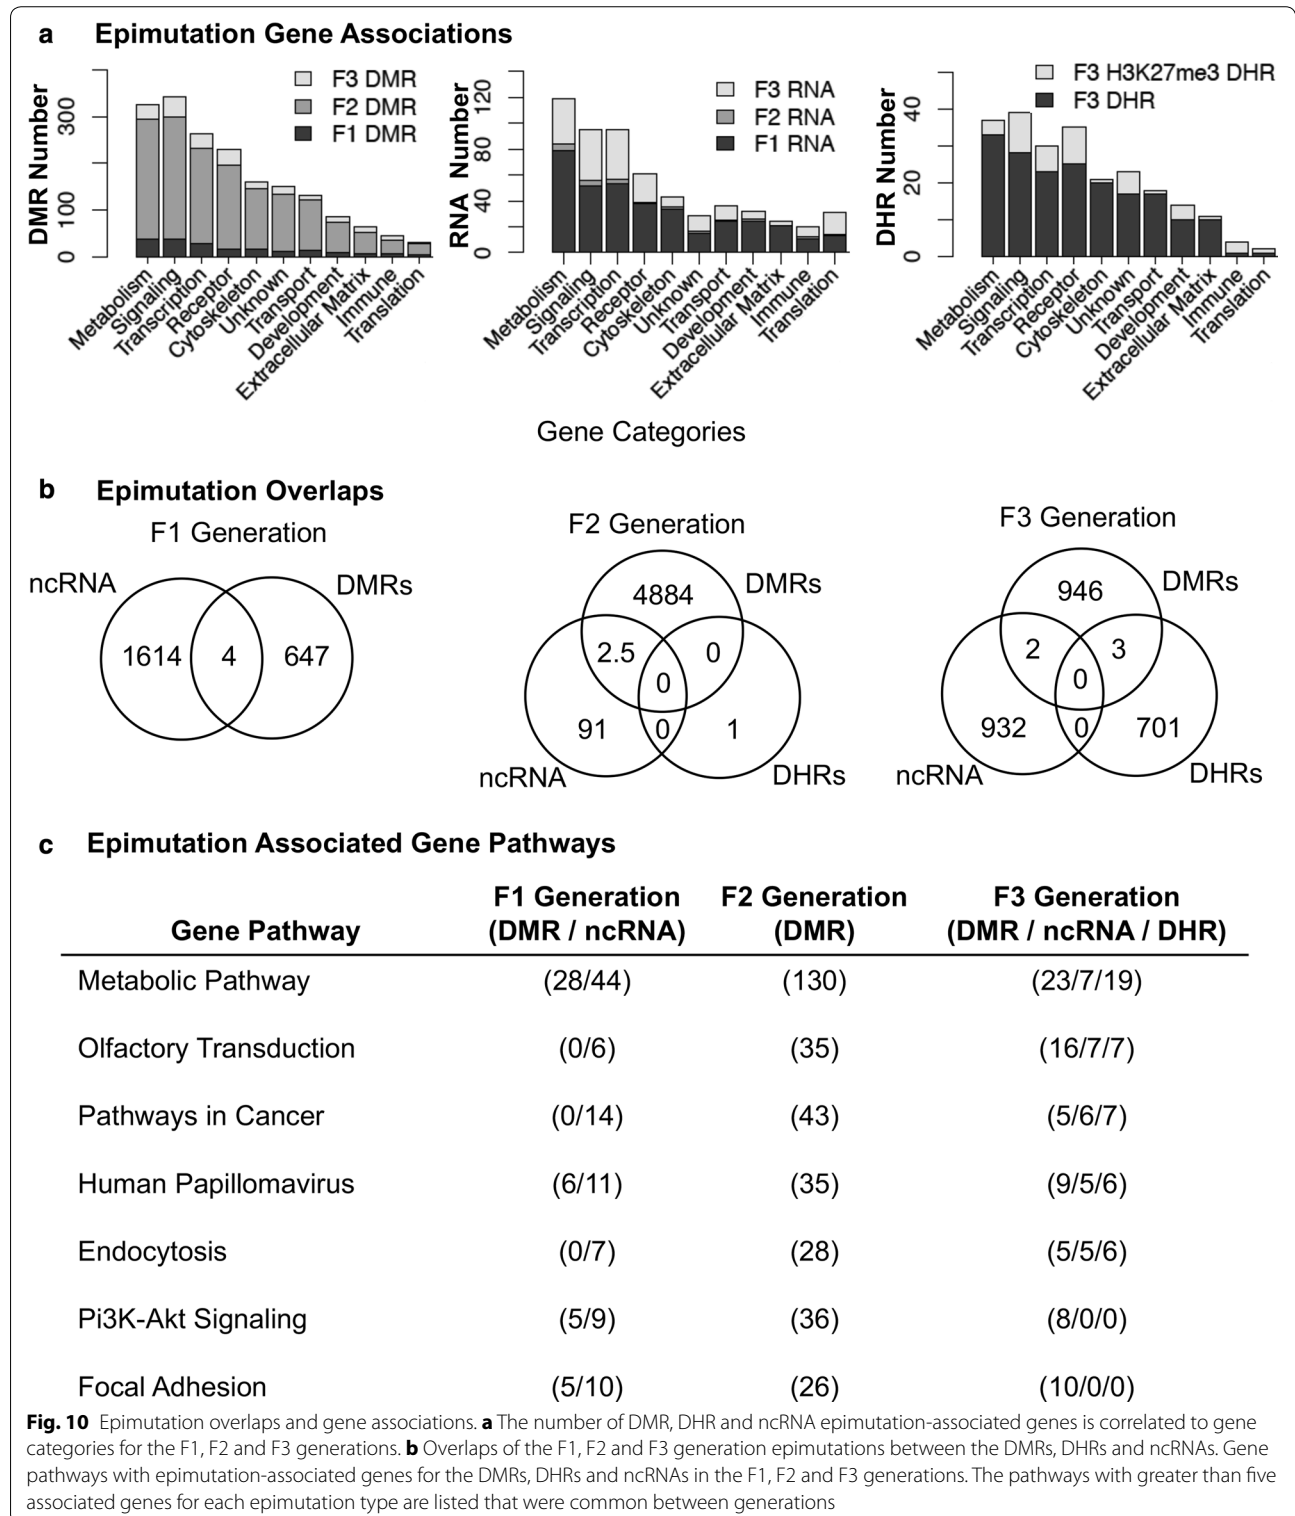 a Epimutation Gene Associations
DMR Number
300
100
0
F3 DMR
F2 DMR
F1 DMR
Metabolism
Signaling
Transcription
Receptor
Cytoskeleton
Unknown
Transport
Development
Extracellular Matrix
Immune
Translation
RNA Number
120
80
40
0
F3 RNA
F2 RNA
F1 RNA
Metabolism
Signaling
Transcription
Receptor
Cytoskeleton
Unknown
Transport
Development
Extracellular Matrix
Immune
Translation
DHR Number
40
20
0
F3 H3K27me3 DHR
F3 DHR
Metabolism
Signaling
Transcription
Receptor
Cytoskeleton
Unknown
Transport
Development
Extracellular Matrix
Immune
Translation
Gene Categories
b Epimutation Overlaps
F1 Generation
ncRNA
DMRs
1614 4 647
F2 Generation
4884
DMRs
2.5 0
0
91 0 1
ncRNA
DHRs
F3 Generation
946
DMRs
2 3
0
932 0 701
ncRNA
DHRs
c Epimutation Associated Gene Pathways
F1 Generation F2 Generation F3 Generation
Gene Pathway (DMR / ncRNA) (DMR) (DMR / ncRNA / DHR)
Metabolic Pathway (28/44) (130) (23/7/19)
Olfactory Transduction (0/6) (35) (16/7/7)
Pathways in Cancer (0/14) (43) (5/6/7)
Human Papillomavirus (6/11) (35) (9/5/6)
Endocytosis (0/7) (28) (5/5/6)
Pi3K-Akt Signaling (5/9) (36) (8/0/0)
Focal Adhesion (5/10) (26) (10/0/0)
Fig. 10 Epimutation overlaps and gene associations. a The number of DMR, DHR and ncRNA epimutation-associated genes is correlated to gene
categories for the F1, F2 and F3 generations. b Overlaps of the F1, F2 and F3 generation epimutations between the DMRs, DHRs and ncRNAs. Gene
pathways with epimutation-associated genes for the DMRs, DHRs and ncRNAs in the F1, F2 and F3 generations. The pathways with greater than five
associated genes for each epimutation type are listed that were common between generations